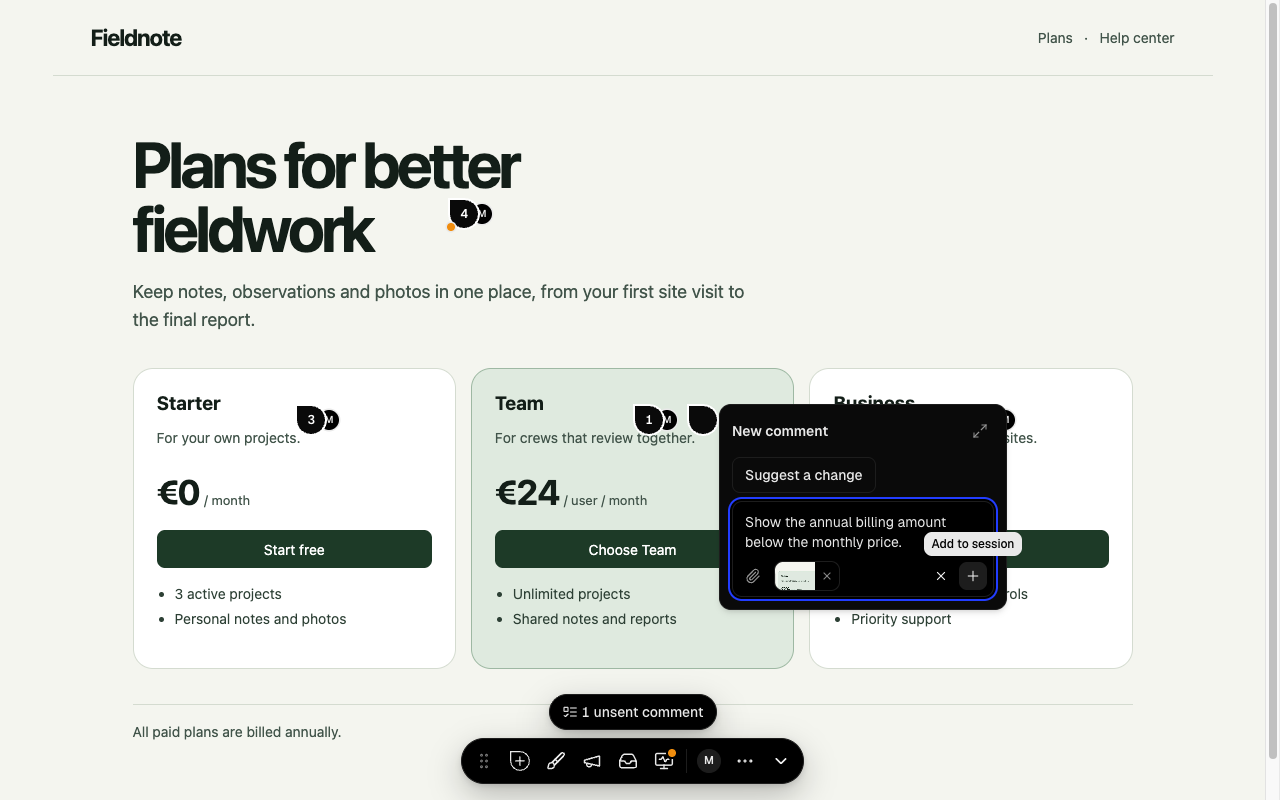 Fieldnote
Plans · Help center
Plans for better
fieldwork
4 M
Keep notes, observations and photos in one place, from your first site visit to
the final report.
Starter
3 M
For your own projects.
€0 / month
Start free
• 3 active projects
• Personal notes and photos
Team
1 M
For crews that review together.
€24 / user / month
Choose Team
• Unlimited projects
• Shared notes and reports
Business
sites.
• Priority support
New comment
Suggest a change
Show the annual billing amount
below the monthly price.
Add to session
1 unsent comment
All paid plans are billed annually.
M